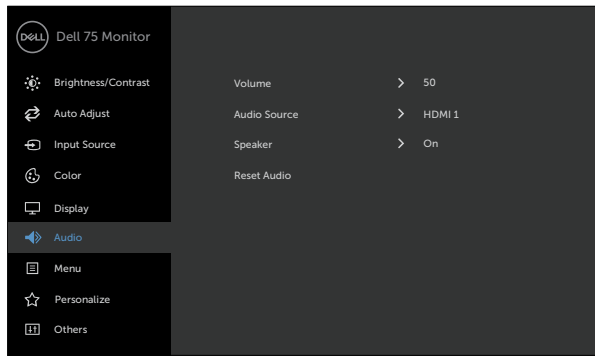 DELL Dell 75 Monitor
Brightness/Contrast
Auto Adjust
Input Source
Color
Display
Audio
Menu
Personalize
Others
Volume 50
Audio Source HDMI 1
Speaker On
Reset Audio